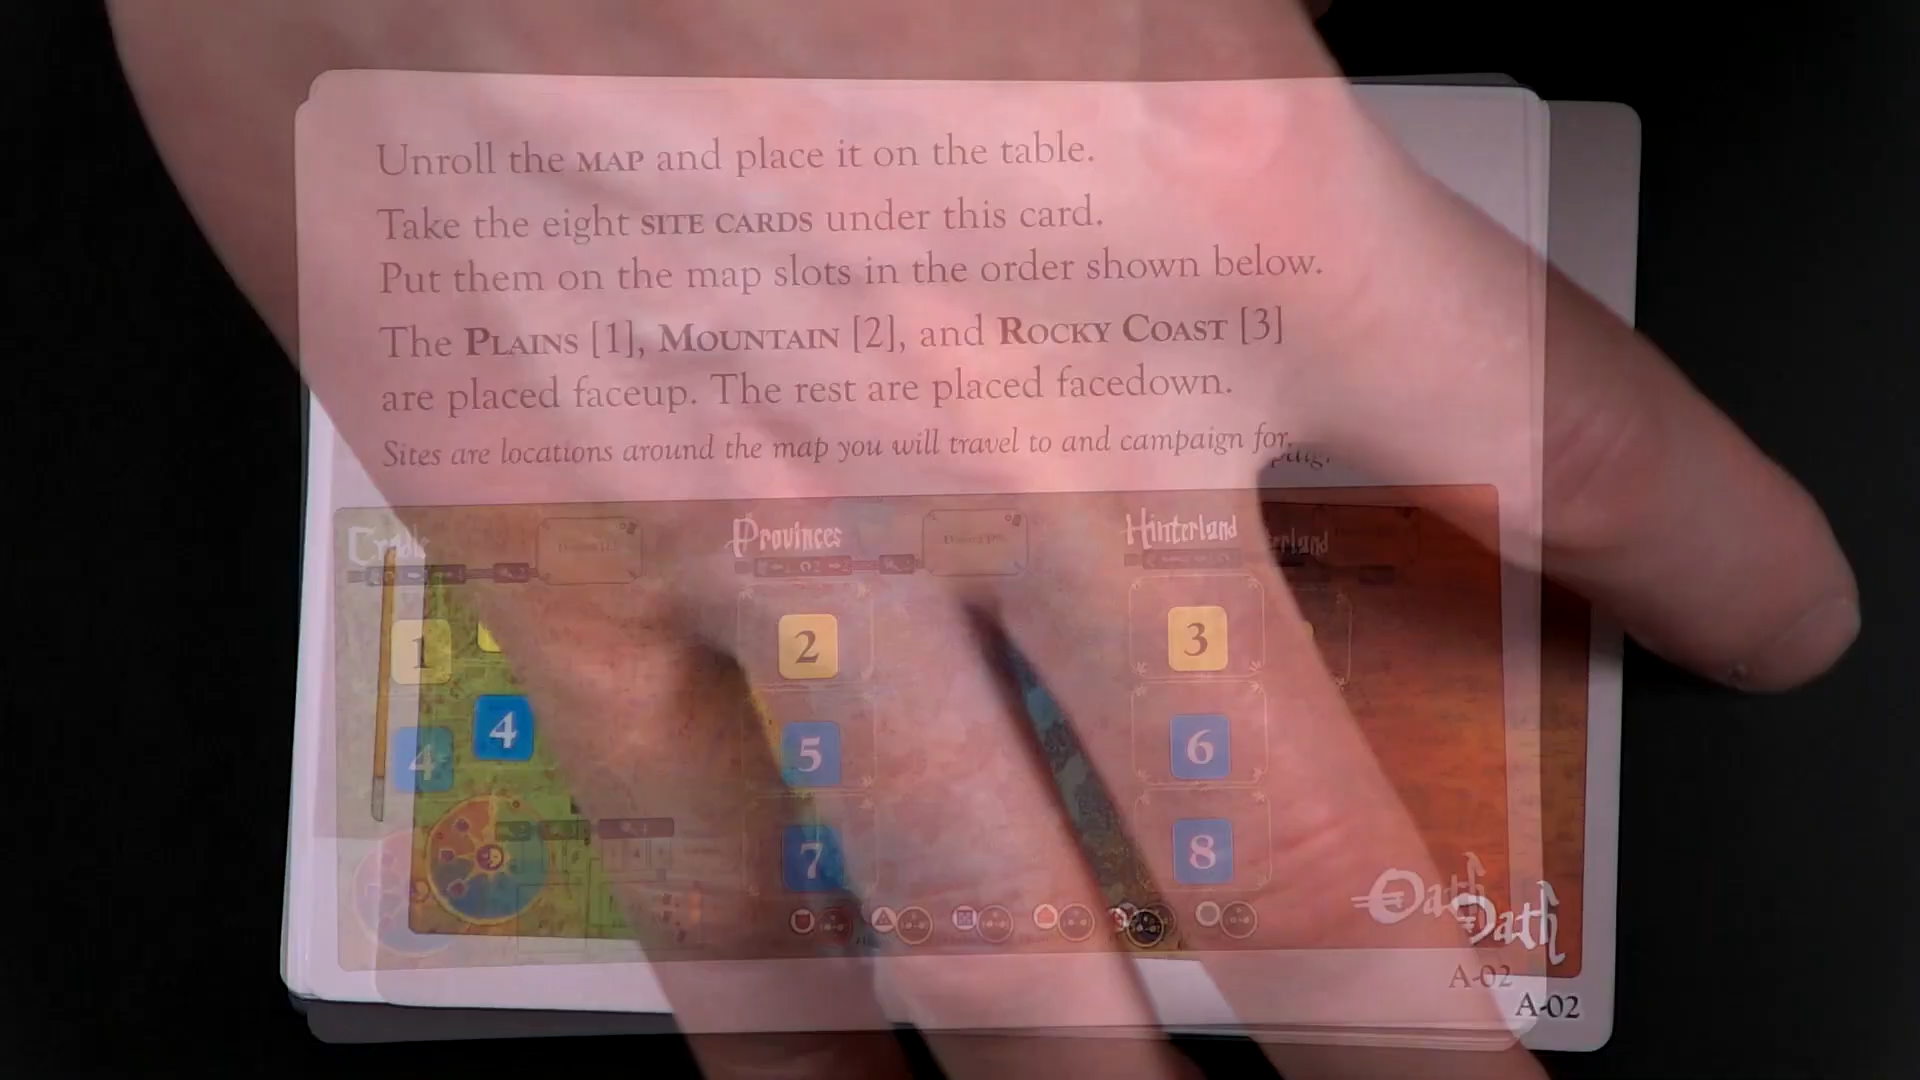 Unroll the MAP and place it on the table.
Take the eight SITE CARDS under this card.
Put them on the map slots in the order shown below.
The PLAINS [1], MOUNTAIN [2], and ROCKY COAST [3]
are placed faceup. The rest are placed facedown.
Sites are locations around the map you will travel to and campaign for.
Provinces Hinterland
1 2 3
4 4 5 6
7 8
Oath
Oath
A-02
A-02